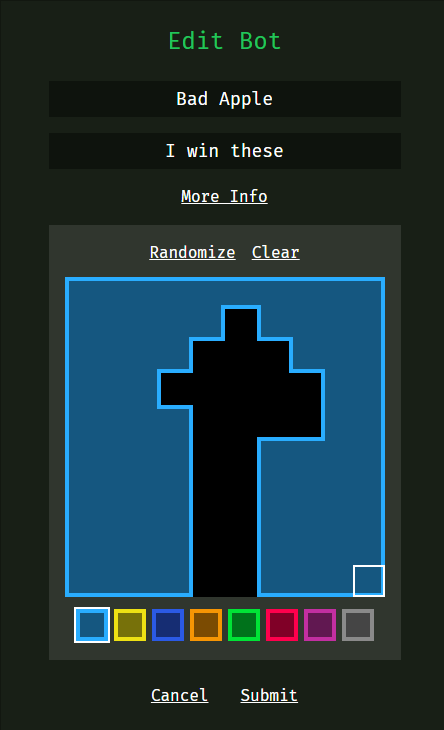 Edit Bot
Bad Apple
I win these
More Info
Randomize Clear
Cancel Submit